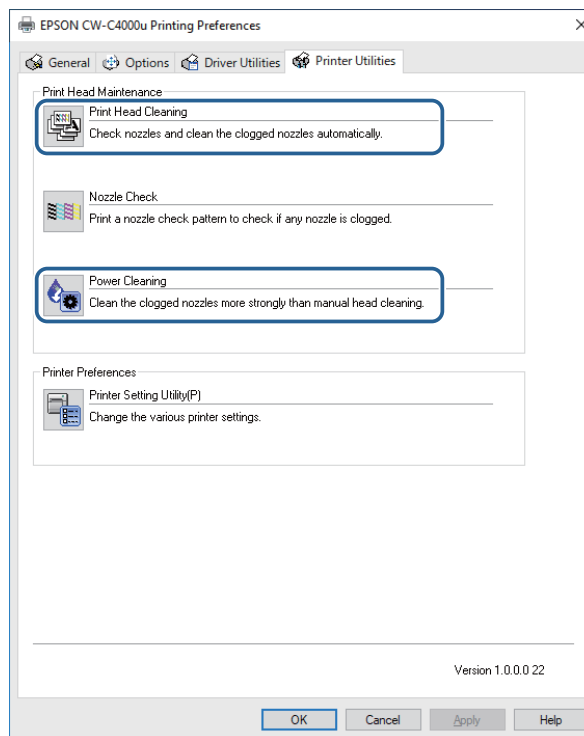 EPSON CW-C4000u Printing Preferences
General
Options
Driver Utilities
Printer Utilities
Print Head Maintenance
Print Head Cleaning
Check nozzles and clean the clogged nozzles automatically.
Nozzle Check
Print a nozzle check pattern to check if any nozzle is clogged.
Power Cleaning
Clean the clogged nozzles more strongly than manual head cleaning.
Printer Preferences
Printer Setting Utility(P)
Change the various printer settings.
Version 1.0.0.0 22
OK
Cancel
Apply
Help